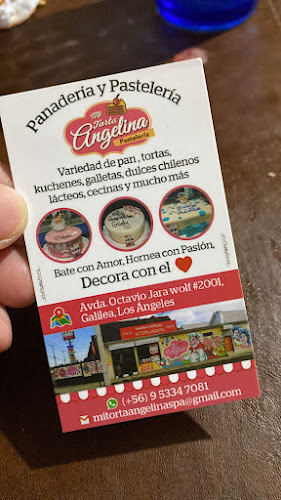 Panadería y Pastelería
Mi
Torta
Angelina
Pastelería
Variedad de pan, tortas,
kuchenes, galletas, dulces chilenos
lácteos, cecinas y mucho más
Bate con Amor, Hornea con Pasión,
Decora con el
Avda. Octavio Jara wolf #2001,
Galilea, Los Ángeles
(+56) 9 5334 7081
mitortaangelinaspa@gmail.com